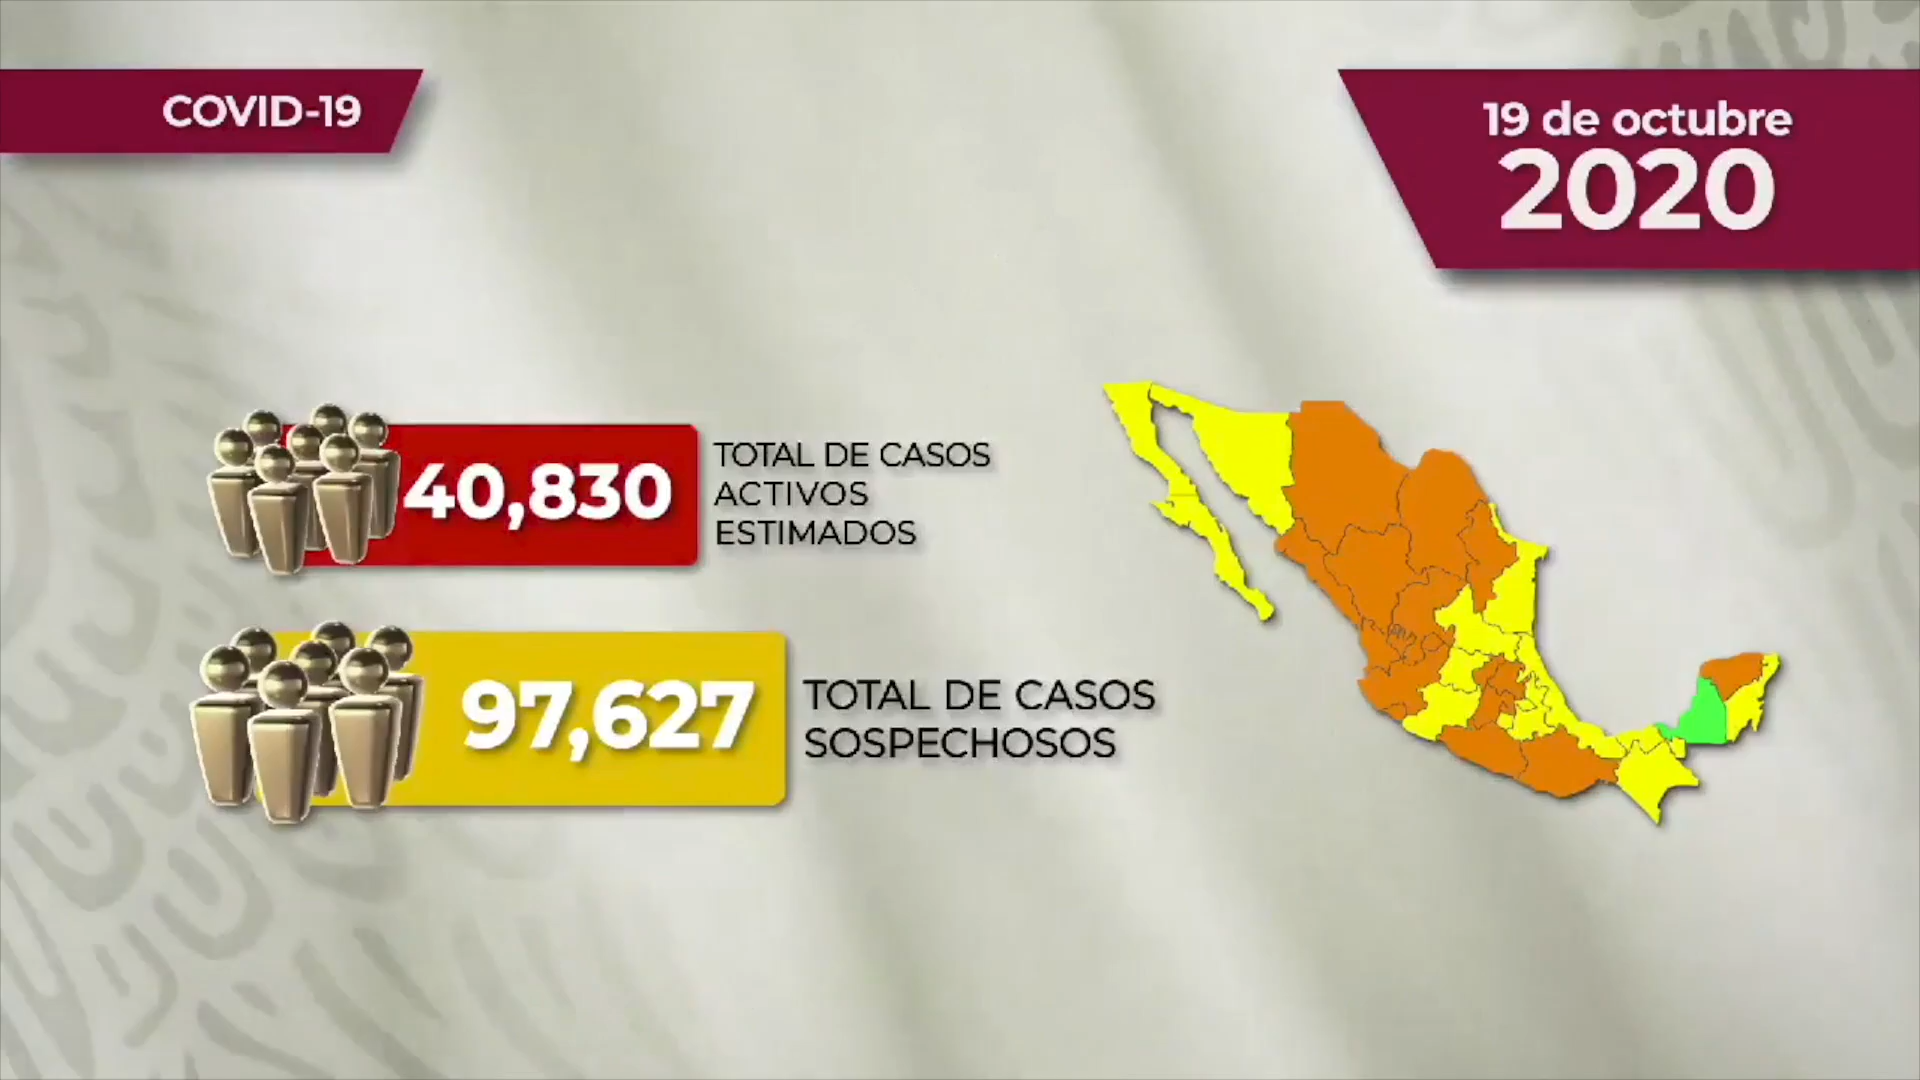 COVID-19
19 de octubre
2020
40,830
TOTAL DE CASOS
ACTIVOS
ESTIMADOS
97,627
TOTAL DE CASOS
SOSPECHOSOS